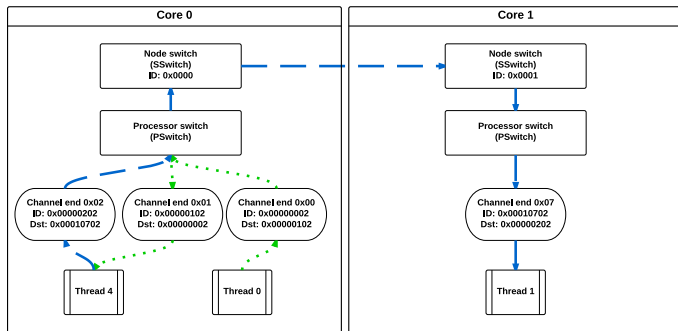 Core 0
Core 1
Node switch
(SSwitch)
ID: 0x0000
Node switch
(SSwitch)
ID: 0x0001
Processor switch
(PSwitch)
Processor switch
(PSwitch)
Channel end 0x02
ID: 0x00000202
Dst: 0x00010702
Channel end 0x01
ID: 0x00000102
Dst: 0x00000002
Channel end 0x00
ID: 0x00000002
Dst: 0x00000102
Channel end 0x07
ID: 0x00010702
Dst: 0x00000202
Thread 4
Thread 0
Thread 1